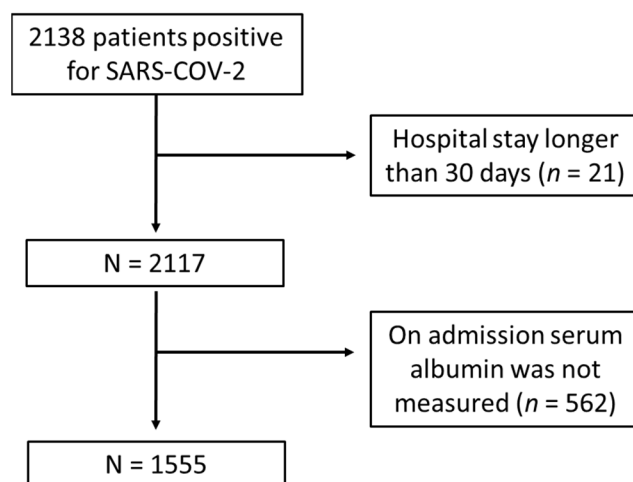 2138 patients positive
for SARS-COV-2
Hospital stay longer
than 30 days (n = 21)
N = 2117
On admission serum
albumin was not
measured (n = 562)
N = 1555